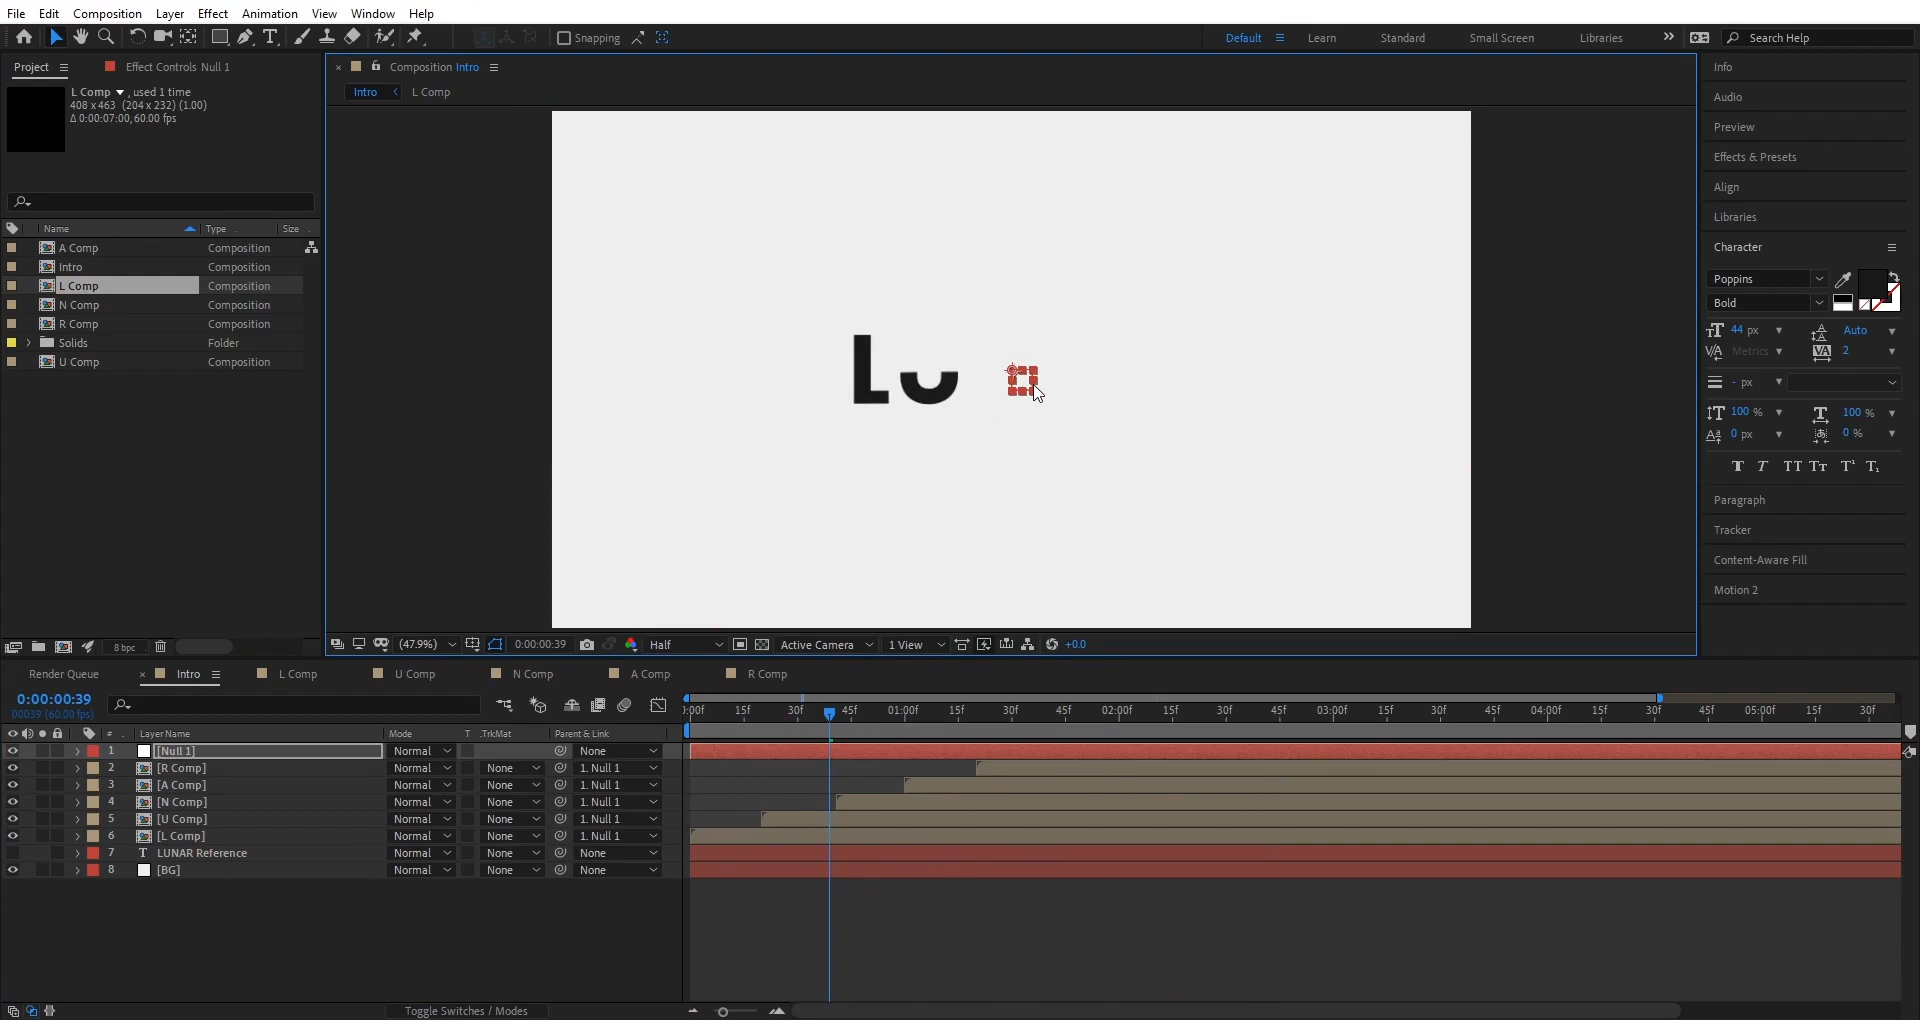 File Edit Composition Layer Effect Animation View Window Help
Snapping
Default Learn Standard Small Screen Libraries Search Help
Project Effect Controls Null 1
L Comp , used 1 time
408 x 463 (204 x 232) (1.00)
Δ 0:00:07:00, 60.00 fps
Composition Intro
Intro L Comp
Name Type Size
A Comp Composition
Intro Composition
L Comp Composition
N Comp Composition
R Comp Composition
Solids Folder
U Comp Composition
8 bpc
LU
(47.9%) 0:00:00:39 Half Active Camera 1 View +0.0
Info
Audio
Preview
Effects & Presets
Align
Libraries
Character
Poppins
Bold
44 px Auto
Metrics 2
- px
100 % 100 %
0 px 0 %
T T TT Tт T¹ T₁
Paragraph
Tracker
Content-Aware Fill
Motion 2
Render Queue Intro L Comp U Comp N Comp A Comp R Comp
0:00:00:39
00039 (60.00 fps)
):00f 15f 30f 45f 01:00f 15f 30f 45f 02:00f 15f 30f 45f 03:00f 15f 30f 45f 04:00f 15f 30f 45f 05:00f 15f 30f
# Layer Name Mode T .TrkMat Parent & Link
1 [Null 1] Normal None
2 [R Comp] Normal None 1. Null 1
3 [A Comp] Normal None 1. Null 1
4 [N Comp] Normal None 1. Null 1
5 [U Comp] Normal None 1. Null 1
6 [L Comp] Normal None 1. Null 1
7 T LUNAR Reference Normal None None
8 [BG] Normal None None
Toggle Switches / Modes